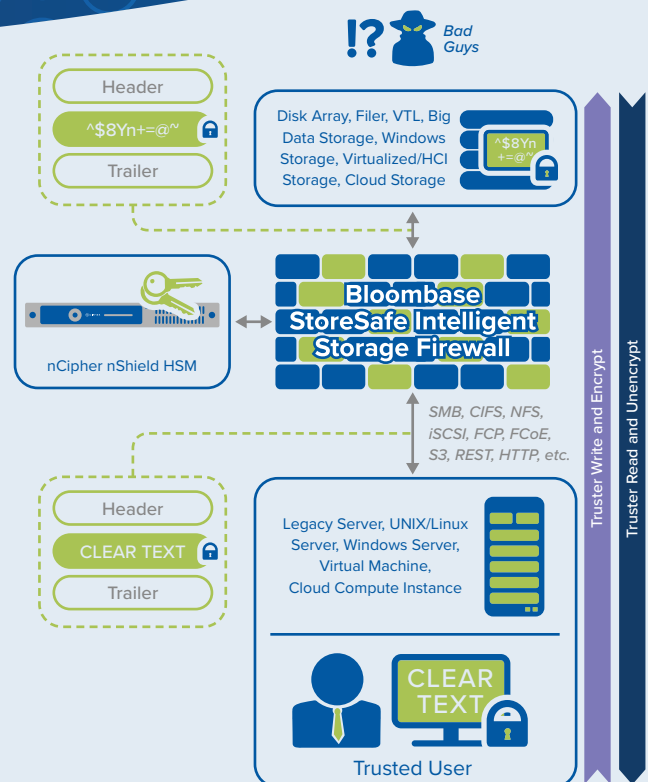 !?
Bad
Guys
Header
^$8Yn+=@~
Trailer
Disk Array, Filer, VTL, Big
Data Storage, Windows
Storage, Virtualized/HCI
Storage, Cloud Storage
^$8Yn
+=@~
nCipher nShield HSM
Bloombase
StoreSafe Intelligent
Storage Firewall
SMB, CIFS, NFS,
iSCSI, FCP, FCoE,
S3, REST, HTTP, etc.
Header
CLEAR TEXT
Trailer
Legacy Server, UNIX/Linux
Server, Windows Server,
Virtual Machine,
Cloud Compute Instance
CLEAR
TEXT
Trusted User
Truster Write and Encrypt
Truster Read and Unencrypt